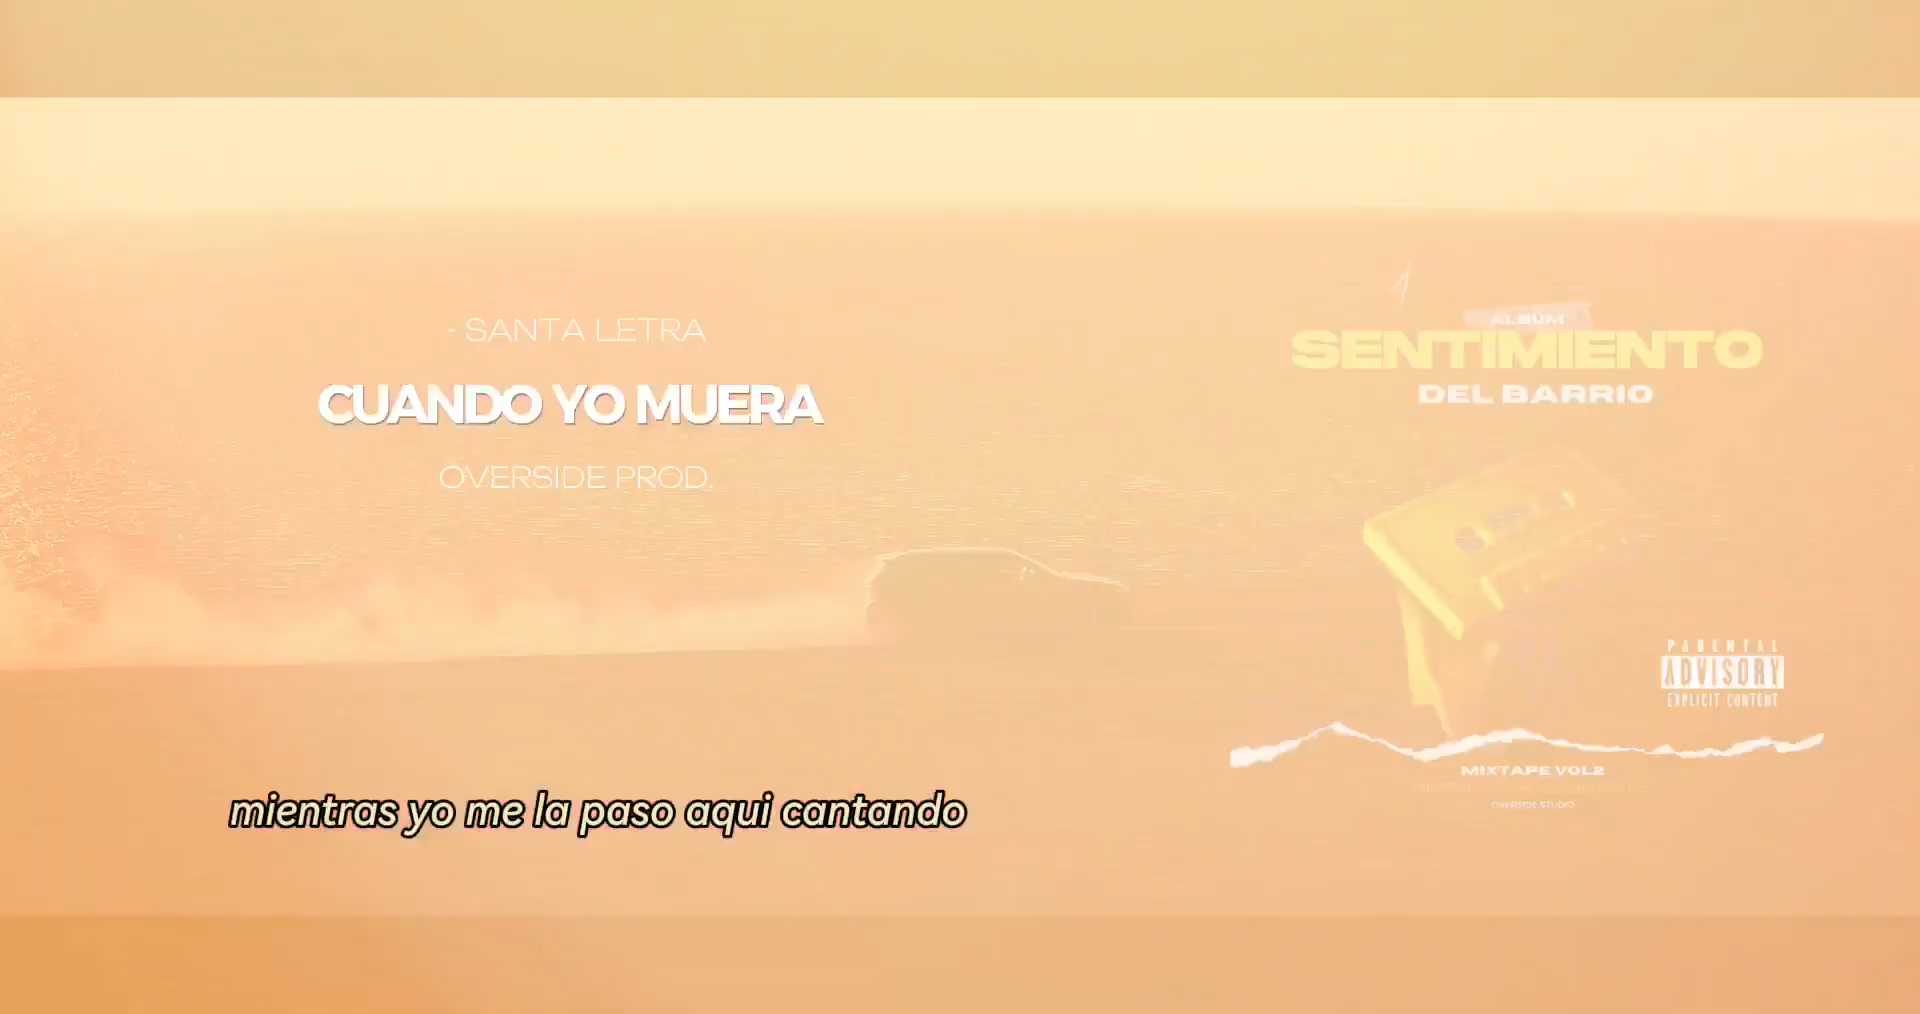 - SANTA LETRA
CUANDO YO MUERA
OVERSIDE PROD.
mientras yo me la paso aqui cantando
ALBUM
SENTIMIENTO
DEL BARRIO
PARENTAL
ADVISORY
EXPLICIT CONTENT
MIXTAPE VOL2
OVERSIDE STUDIO